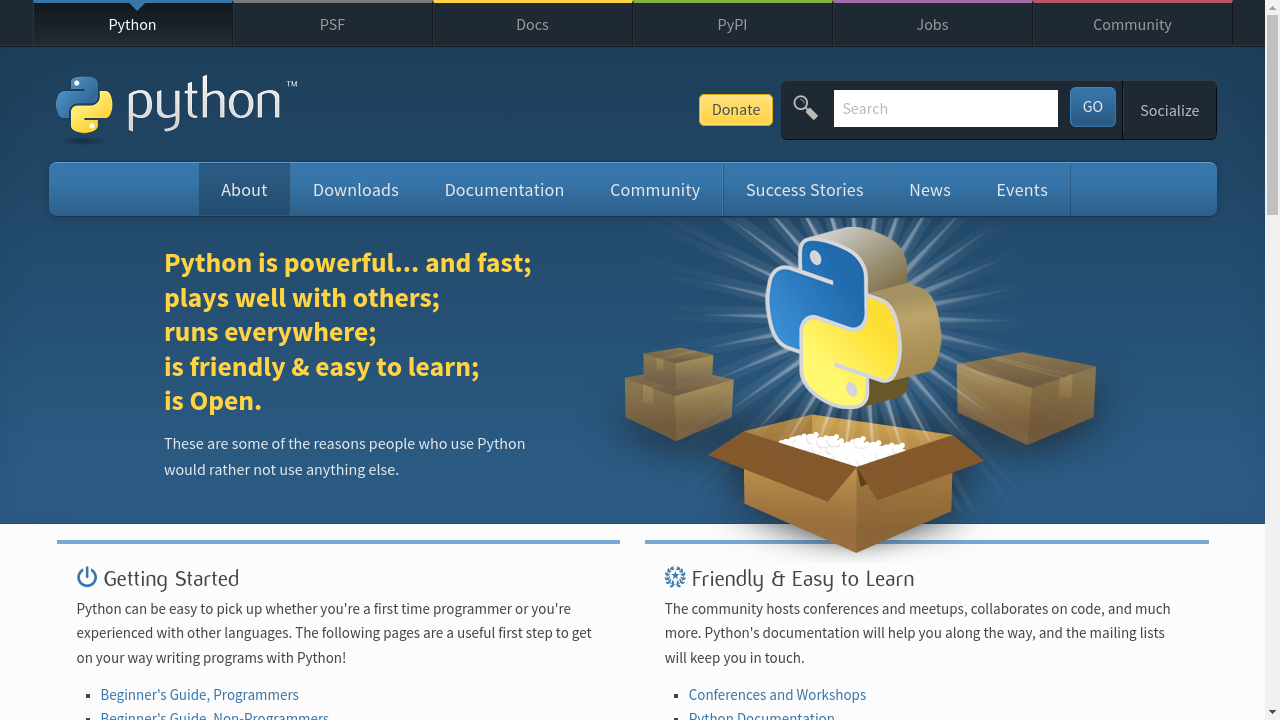 Python
PSF
Docs
PyPI
Jobs
Community
python™
Donate
Search
GO
Socialize
About
Downloads
Documentation
Community
Success Stories
News
Events
Python is powerful... and fast;
plays well with others;
runs everywhere;
is friendly & easy to learn;
is Open.
These are some of the reasons people who use Python
would rather not use anything else.
Getting Started
Python can be easy to pick up whether you're a first time programmer or you're
experienced with other languages. The following pages are a useful first step to get
on your way writing programs with Python!
Beginner's Guide, Programmers
Beginner's Guide, Non-Programmers
Friendly & Easy to Learn
The community hosts conferences and meetups, collaborates on code, and much
more. Python's documentation will help you along the way, and the mailing lists
will keep you in touch.
Conferences and Workshops
Python Documentation